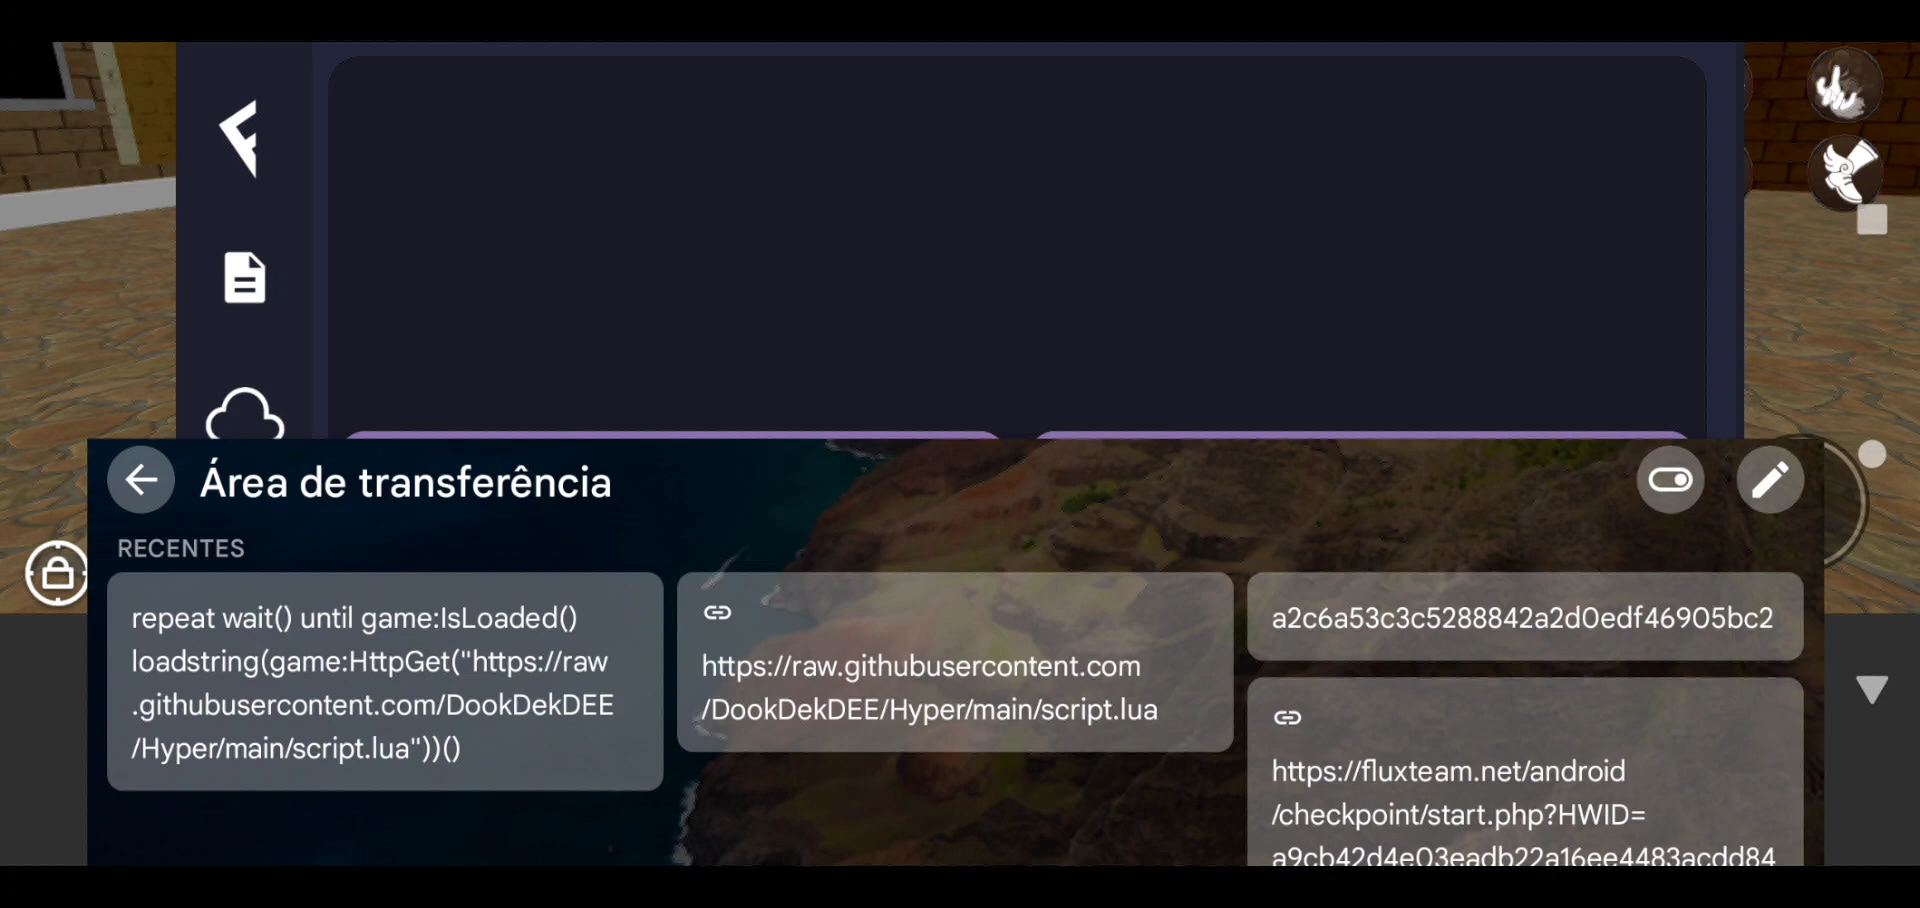 Área de transferência
RECENTES
repeat wait() until game:IsLoaded()
loadstring(game:HttpGet("https://raw
.githubusercontent.com/DookDekDEE
/Hyper/main/script.lua"))()
https://raw.githubusercontent.com
/DookDekDEE/Hyper/main/script.lua
a2c6a53c3c5288842a2d0edf46905bc2
https://fluxteam.net/android
/checkpoint/start.php?HWID=
a9cb42d4e03eadb22a16ee4483acdd84